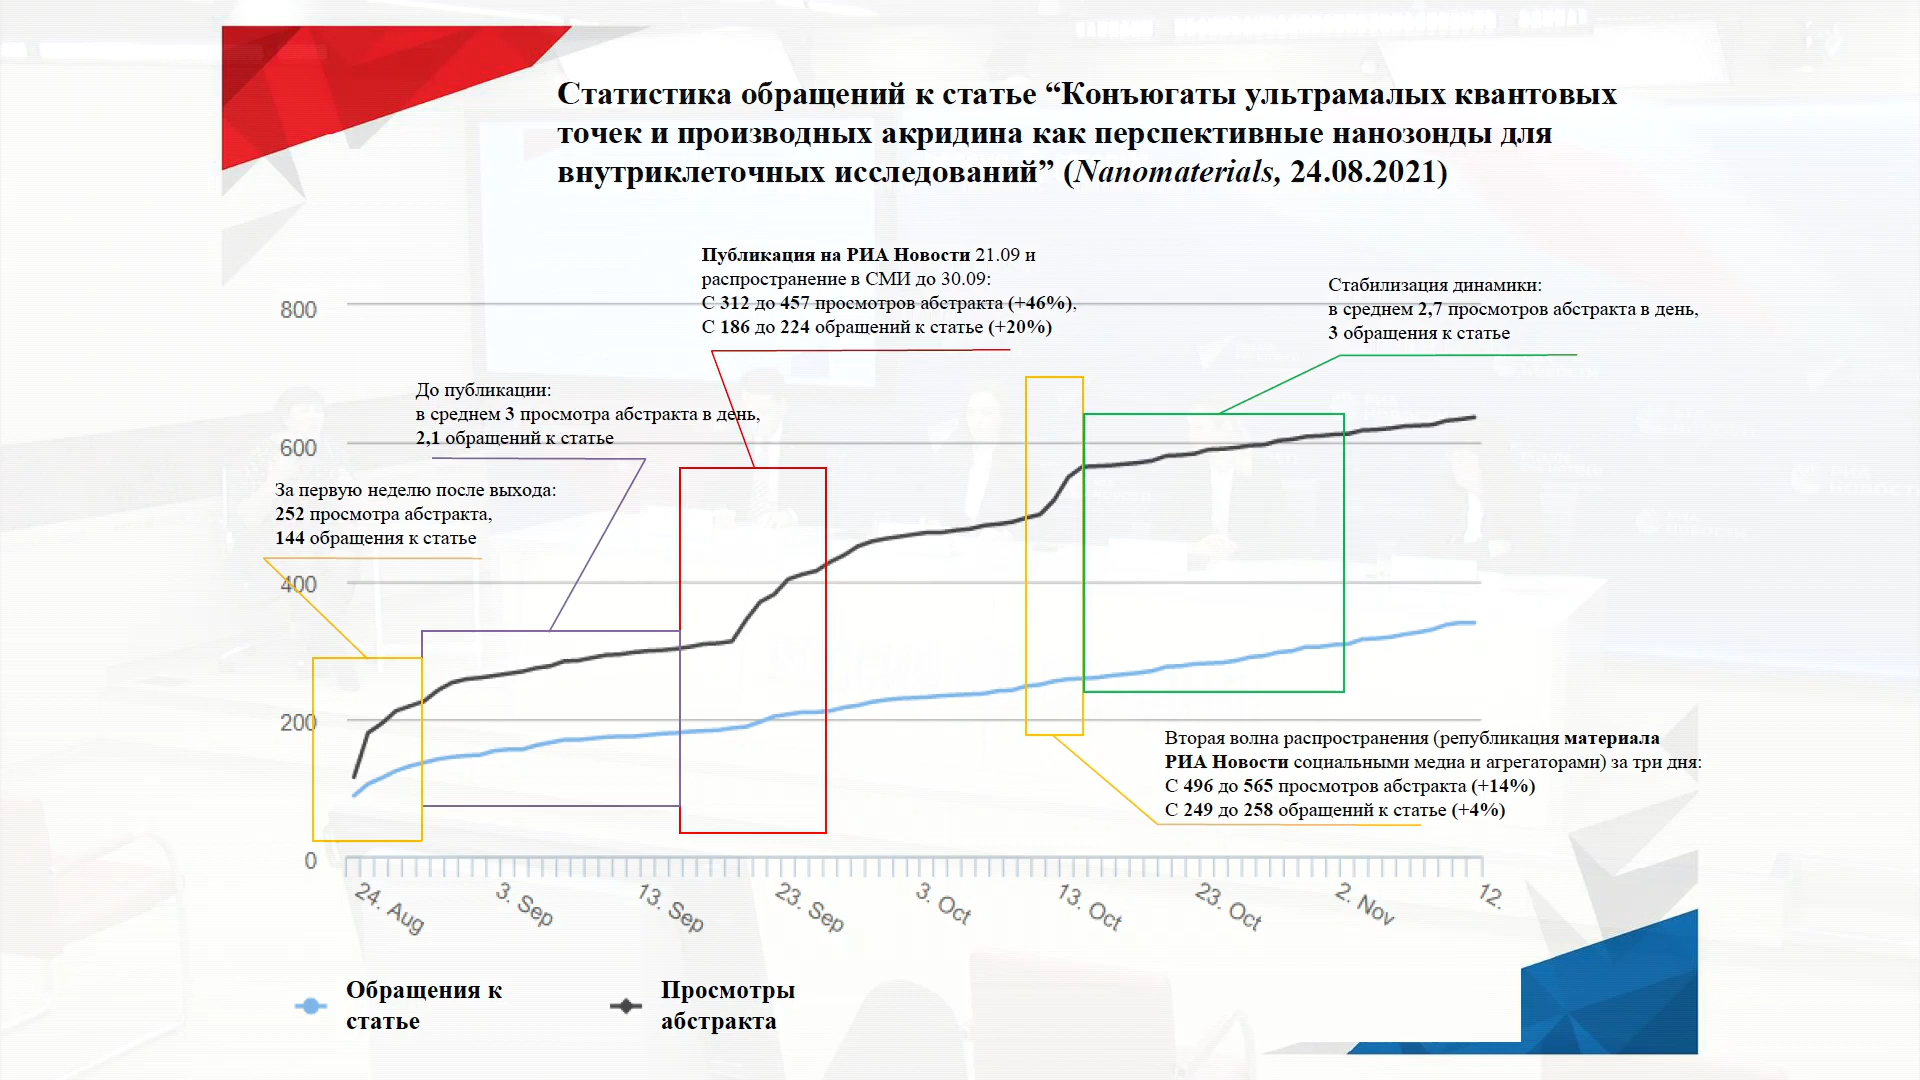 Статистика обращений к статье “Конъюгаты ультрамалых квантовых
точек и производных акридина как перспективные нанозонды для
внутриклеточных исследований” (Nanomaterials, 24.08.2021)
Публикация на РИА Новости 21.09 и
распространение в СМИ до 30.09:
С 312 до 457 просмотров абстракта (+46%),
С 186 до 224 обращений к статье (+20%)
Стабилизация динамики:
в среднем 2,7 просмотров абстракта в день,
3 обращения к статье
До публикации:
в среднем 3 просмотра абстракта в день,
2,1 обращений к статье
За первую неделю после выхода:
252 просмотра абстракта,
144 обращения к статье
Вторая волна распространения (републикация материала
РИА Новости социальными медиа и агрегаторами) за три дня:
С 496 до 565 просмотров абстракта (+14%)
С 249 до 258 обращений к статье (+4%)
800
600
400
200
0
24. Aug
3. Sep
13. Sep
23. Sep
3. Oct
13. Oct
23. Oct
2. Nov
12.
Обращения к
статье
Просмотры
абстракта